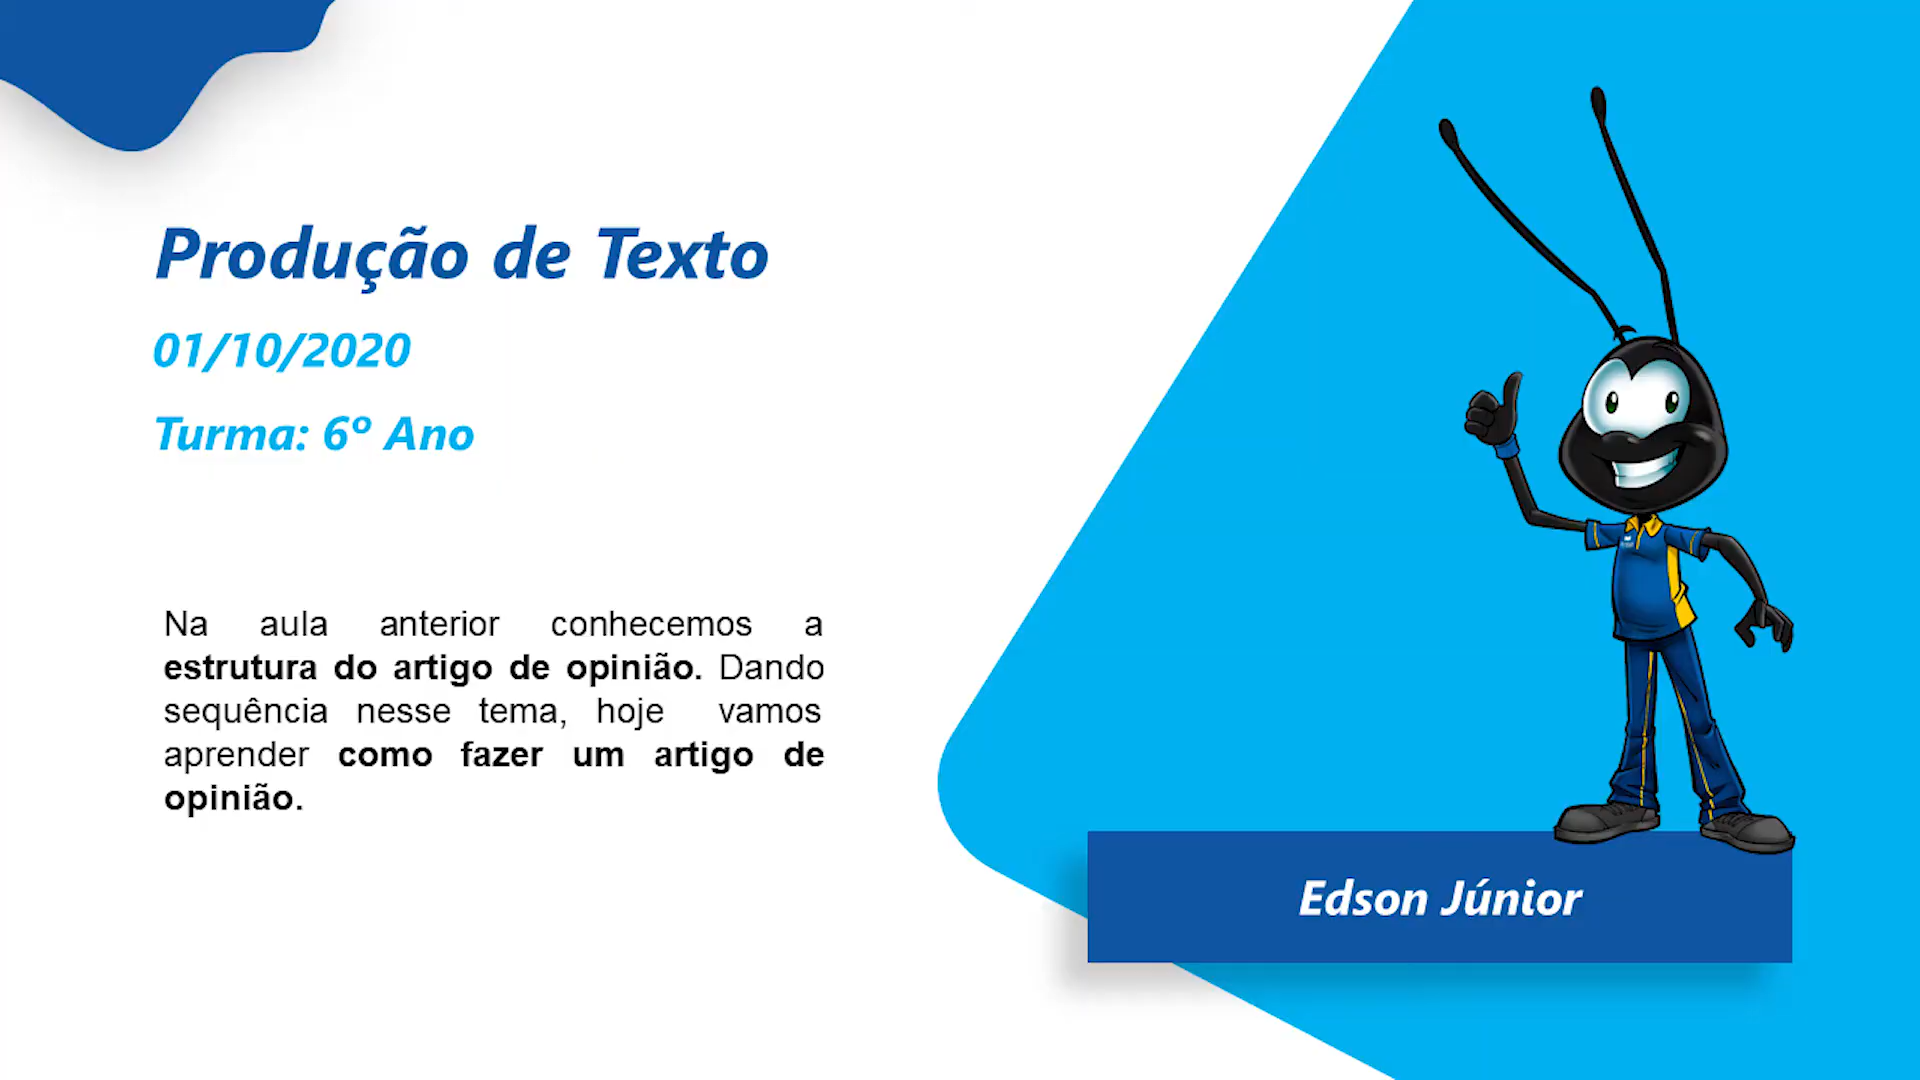 Produção de Texto
01/10/2020
Turma: 6º Ano
Na aula anterior conhecemos a
estrutura do artigo de opinião. Dando
sequência nesse tema, hoje vamos
aprender como fazer um artigo de
opinião.
Edson Júnior